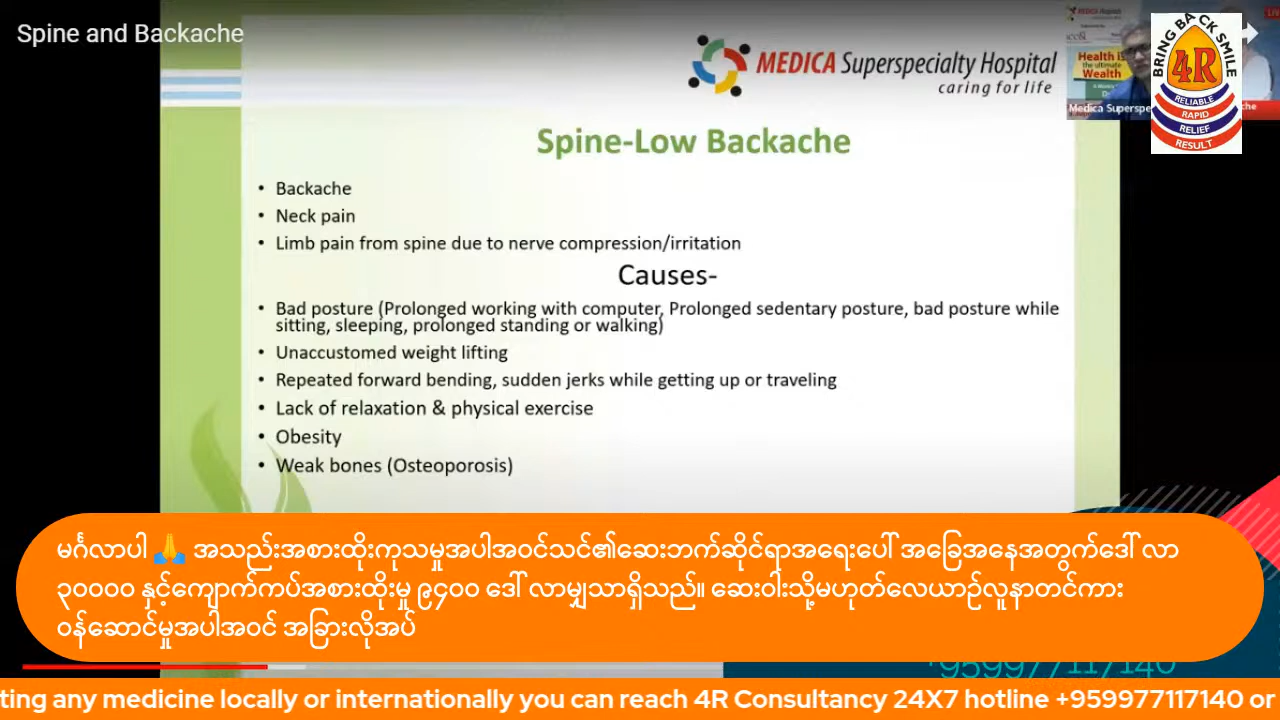 Spine and Backache
MEDICA Superspecialty Hospital
caring for life
Health is
the ultimate
Wealth
Medica Superspe
BRING BACK SMILE
4R
RELIABLE
RAPID
RELIEF
RESULT
Spine-Low Backache
• Backache
• Neck pain
• Limb pain from spine due to nerve compression/irritation
Causes-
• Bad posture (Prolonged working with computer, Prolonged sedentary posture, bad posture while
sitting, sleeping, prolonged standing or walking)
• Unaccustomed weight lifting
• Repeated forward bending, sudden jerks while getting up or traveling
• Lack of relaxation & physical exercise
• Obesity
• Weak bones (Osteoporosis)
မင်္ဂလာပါ 🙏 အသည်းအစားထိုးကုသမှုအပါအဝင်သင်၏ဆေးဘက်ဆိုင်ရာအရေးပေါ် အခြေအနေအတွက်ဒေါ် လာ
၃၀၀၀၀ နှင့်ကျောက်ကပ်အစားထိုးမှု ၉၄၀၀ ဒေါ် လာမျှသာရှိသည်။ ဆေးဝါးသို့မဟုတ်လေယာဉ်လူနာတင်ကား
ဝန်ဆောင်မှုအပါအဝင် အခြားလိုအပ်
+959977117140
ting any medicine locally or internationally you can reach 4R Consultancy 24X7 hotline +959977117140 or